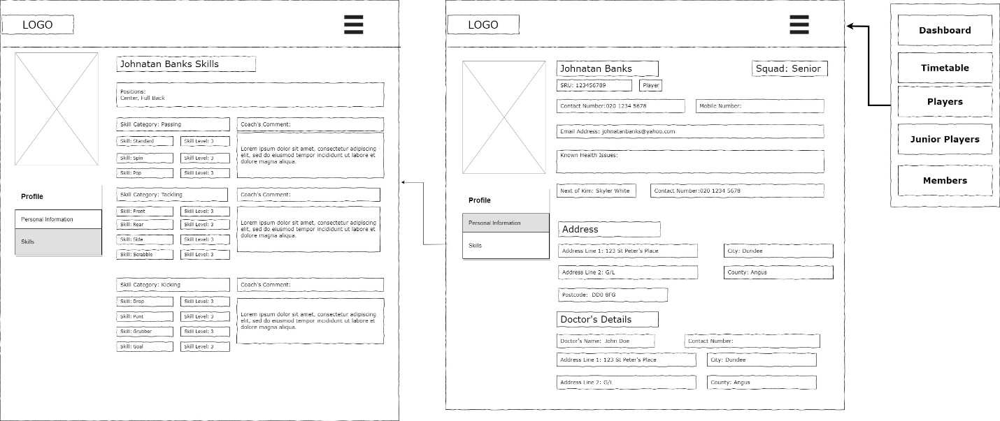 LOGO
Johnatan Banks Skills
Positions:
Center, Full Back
Skill Category: Passing
Coach's Comment:
Skill: Standard
Skill Level: 3
Skill: Spin
Skill Level: 3
Skill: Pop
Skill Level: 3
Lorem ipsum dolor sit amet, consectetur adipiscing
elit, sed do eiusmod tempor incididunt ut labore et
dolore magna aliqua.
Skill Category: Tackling
Coach's Comment:
Skill: Front
Skill Level: 3
Skill: Rear
Skill Level: 3
Skill: Side
Skill Level: 3
Skill: Scrabble
Skill Level: 3
Lorem ipsum dolor sit amet, consectetur adipiscing
elit, sed do eiusmod tempor incididunt ut labore et
dolore magna aliqua.
Skill Category: Kicking
Coach's Comment:
Skill: Drop
Skill Level: 3
Skill: Punt
Skill Level: 3
Skill: Grubber
Skill Level: 3
Skill: Goal
Skill Level: 3
Lorem ipsum dolor sit amet, consectetur adipiscing
elit, sed do eiusmod tempor incididunt ut labore et
dolore magna aliqua.
Profile
Personal Information
Skills
LOGO
Johnatan Banks
Squad: Senior
SRU: 123456789
Player
Contact Number:020 1234 5678
Mobile Number:
Email Address: johnatanbanks@yahoo.com
Known Health Issues:
Next of Kirn: Skyler White
Contact Number:020 1234 5678
Profile
Personal Information
Skills
Address
Address Line 1: 123 St Peter's Place
City: Dundee
Address Line 2: G/L
County: Angus
Postcode: DD0 8FG
Doctor's Details
Doctor's Name: John Doe
Contact Number:
Address Line 1: 123 St Peter's Place
City: Dundee
Address Line 2: G/L
County: Angus
Dashboard
Timetable
Players
Junior Players
Members